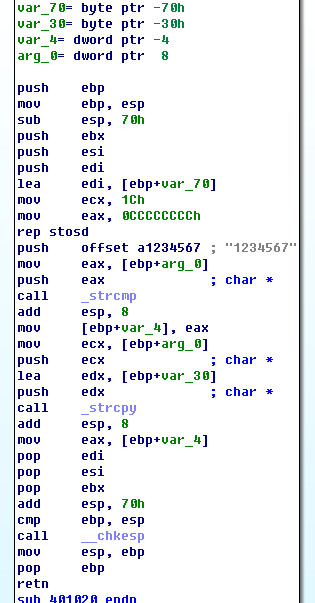 var_70= byte ptr -70h
var_30= byte ptr -30h
var_4= dword ptr -4
arg_0= dword ptr  8
push    ebp
mov     ebp, esp
sub     esp, 70h
push    ebx
push    esi
push    edi
lea     edi, [ebp+var_70]
mov     ecx, 1Ch
mov     eax, 0CCCCCCCCh
rep stosd
push    offset a1234567 ; "1234567"
mov     eax, [ebp+arg_0]
push    eax             ; char *
call    _strcmp
add     esp, 8
mov     [ebp+var_4], eax
mov     ecx, [ebp+arg_0]
push    ecx             ; char *
lea     edx, [ebp+var_30]
push    edx             ; char *
call    _strcpy
add     esp, 8
mov     eax, [ebp+var_4]
pop     edi
pop     esi
pop     ebx
add     esp, 70h
cmp     ebp, esp
call    __chkesp
mov     esp, ebp
pop     ebp
retn
sub_401020 endp